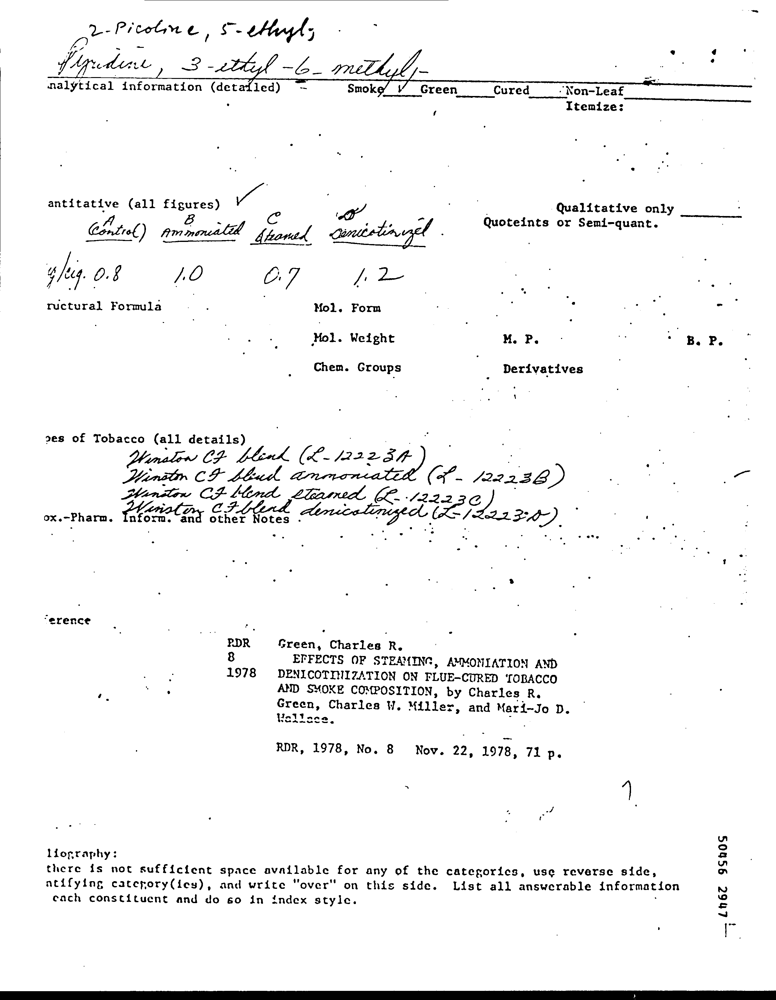 2-Picoline, 5-ethyl;
Pyridine, 3-ethyl-6-methyl,-
nalytical information (detailed) Smoke √ Green Cured Non-Leaf
Itemize:
antitative (all figures) √ Qualitative only
Quoteints or Semi-quant.
A B C D
(Control) Ammoniated Steamed Denicotinized
g/cig. 0.8 1.0 0.7 1.2
ructural Formula Mol. Form
Mol. Weight M. P. B. P.
Chem. Groups Derivatives
pes of Tobacco (all details)
Winston CF blend (L-12223A)
Winston CF blend ammoniated (L-12223B)
Winston CF blend steamed (L-12223C)
Winston CF blend denicotinized (L-12223-D)
ox.-Pharm. Inform. and other Notes
erence
RDR Green, Charles R.
8 EFFECTS OF STEAMING, AMMONIATION AND
1978 DENICOTINIZATION ON FLUE-CURED TOBACCO
AND SMOKE COMPOSITION, by Charles R.
Green, Charles W. Miller, and Mari-Jo D.
Wallace.
RDR, 1978, No. 8 Nov. 22, 1978, 71 p.
liography:
there is not sufficient space available for any of the categories, use reverse side,
ntifying category(ies), and write "over" on this side. List all answerable information
each constituent and do so in index style.
50456 2947